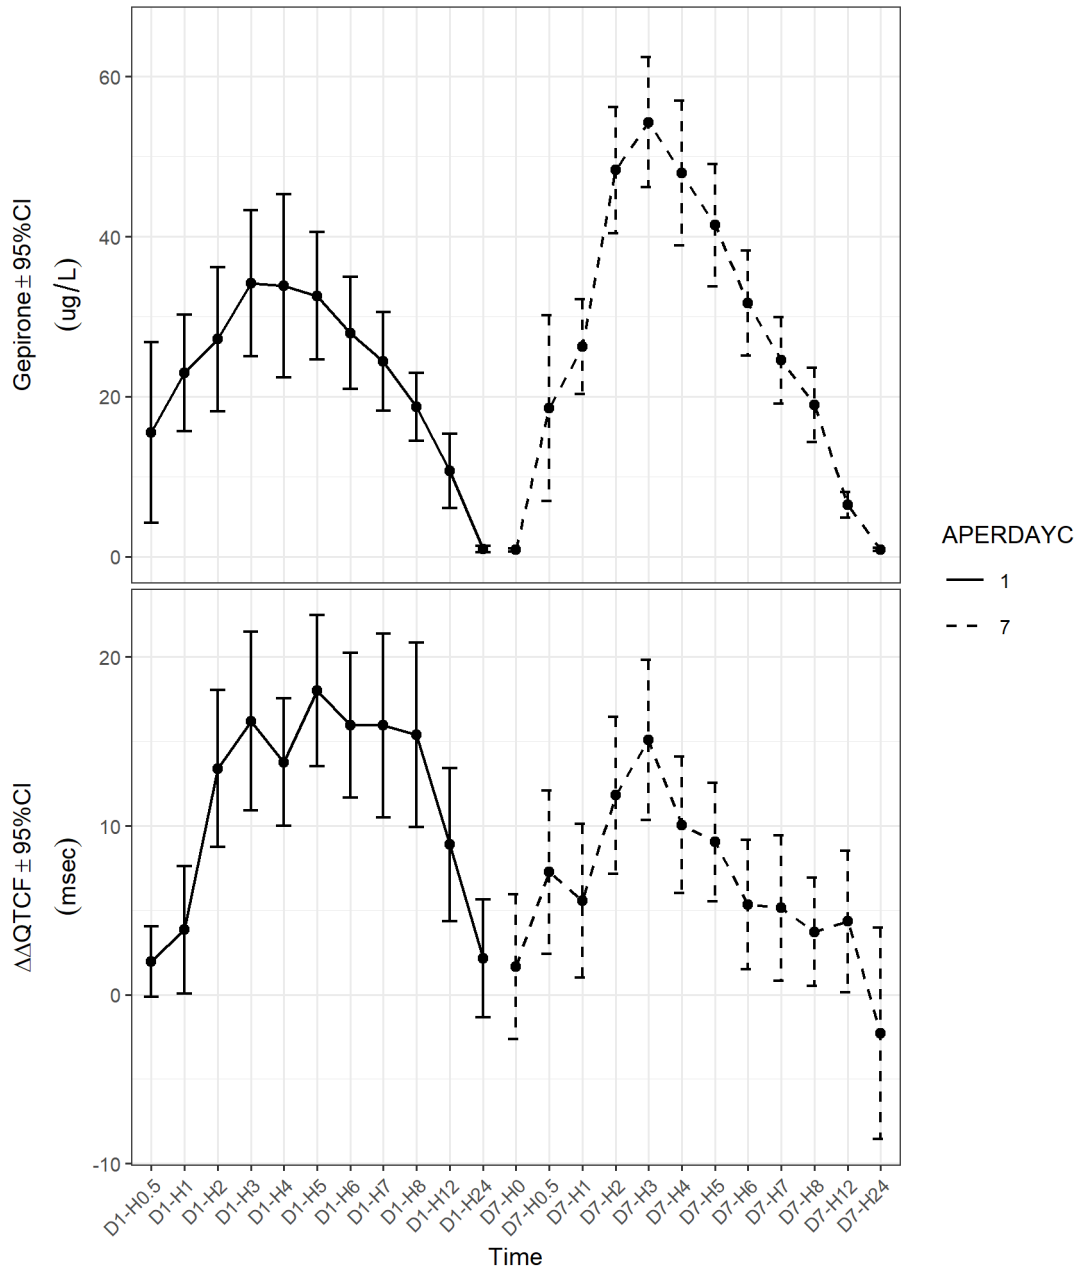 Gepirone ± 95%CI
(ug/L)
60
40
20
0
ΔΔQTCF ± 95%CI
(msec)
20
10
0
-10
D1-H0.5
D1-H1
D1-H2
D1-H3
D1-H4
D1-H5
D1-H6
D1-H7
D1-H8
D1-H12
D1-H24
D7-H0
D7-H0.5
D7-H1
D7-H2
D7-H3
D7-H4
D7-H5
D7-H6
D7-H7
D7-H8
D7-H12
D7-H24
Time
APERDAYC
1
7